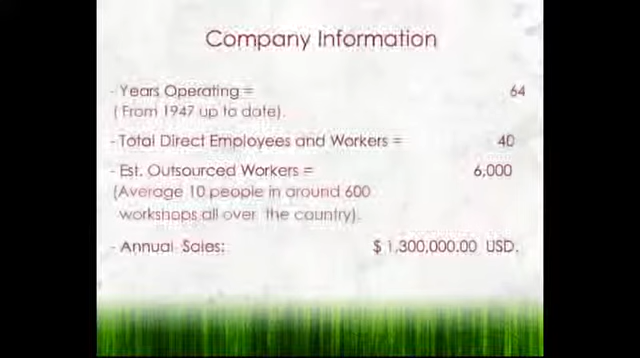 Company Information
- Years Operating = 64
( From 1947 up to date).
- Total Direct Employees and Workers = 40
- Est. Outsourced Workers = 6,000
(Average 10 people in around 600
workshops all over the country).
- Annual Sales: $ 1,300,000.00 USD.